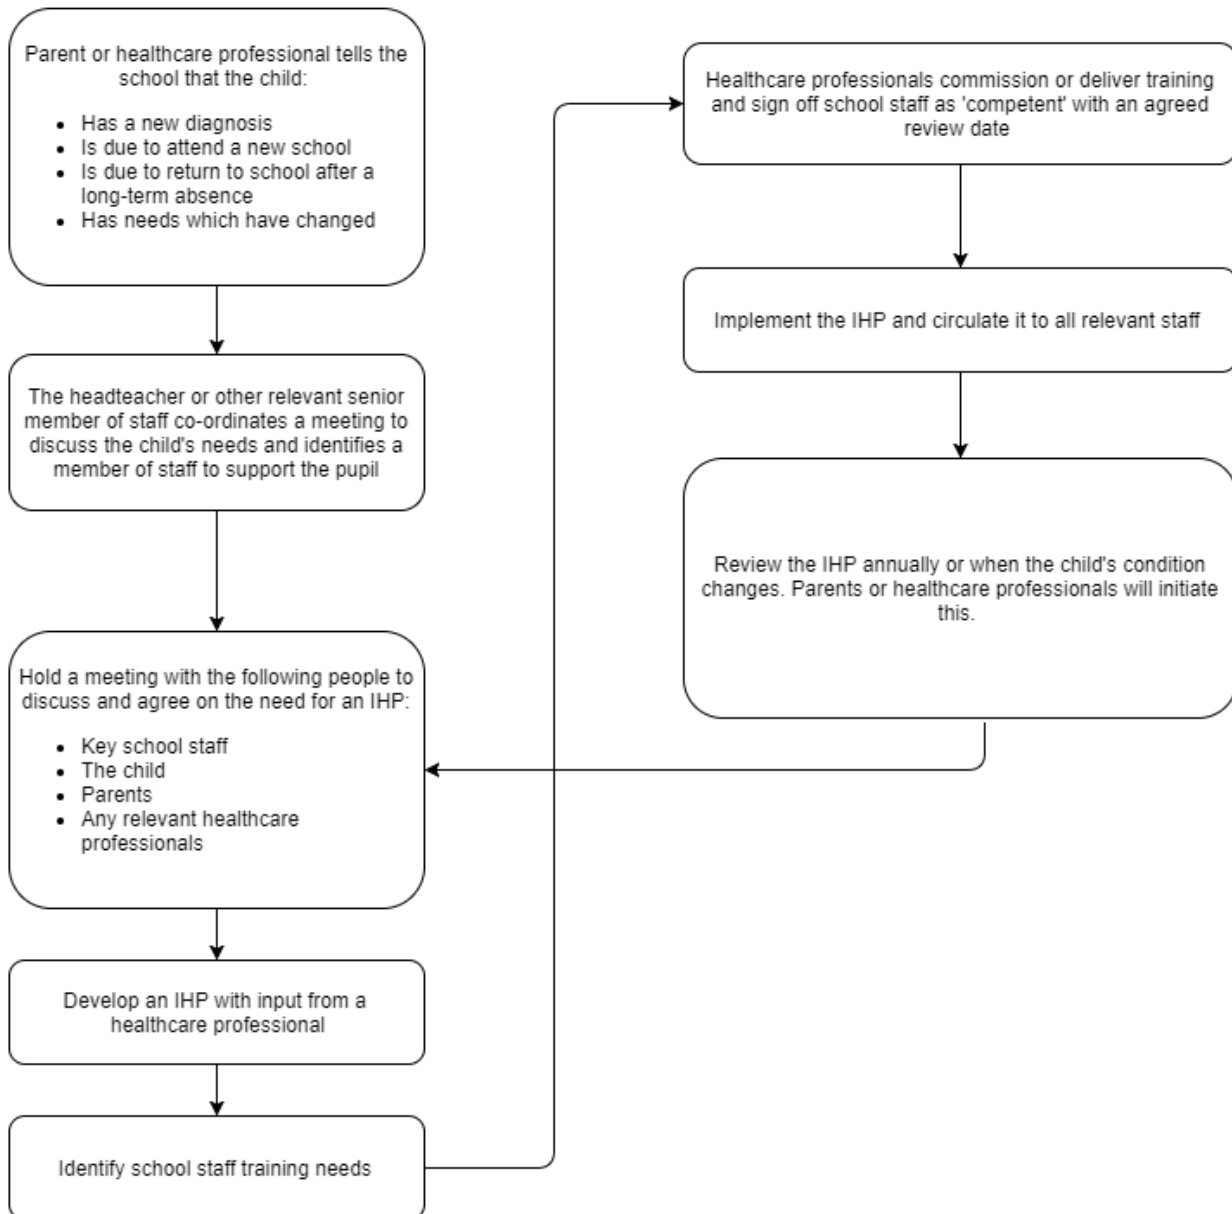 Parent or healthcare professional tells the
school that the child:
• Has a new diagnosis
• Is due to attend a new school
• Is due to return to school after a
long-term absence
• Has needs which have changed
The headteacher or other relevant senior
member of staff co-ordinates a meeting to
discuss the child's needs and identifies a
member of staff to support the pupil
Hold a meeting with the following people to
discuss and agree on the need for an IHP:
• Key school staff
• The child
• Parents
• Any relevant healthcare
professionals
Develop an IHP with input from a
healthcare professional
Identify school staff training needs
Healthcare professionals commission or deliver training
and sign off school staff as 'competent' with an agreed
review date
Implement the IHP and circulate it to all relevant staff
Review the IHP annually or when the child's condition
changes. Parents or healthcare professionals will initiate
this.